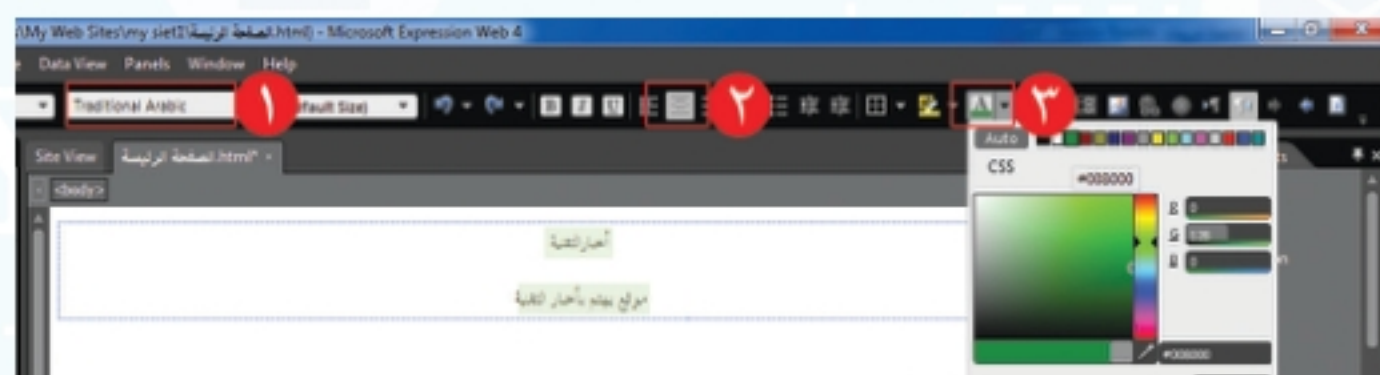 \My Web Sites\my siet2\الصفحة الرئيسة.html) - Microsoft Expression Web 4
Data View Panels Window Help
Traditional Arabic ١ fault Size) B I U ٢ A ٣
Auto
Site View الصفحة الرئيسة.html*
CSS
<body>
#008000
R 0
G 128
B 0
أخبار التقنية
موقع يهتم بأخبار التقنية
#008000